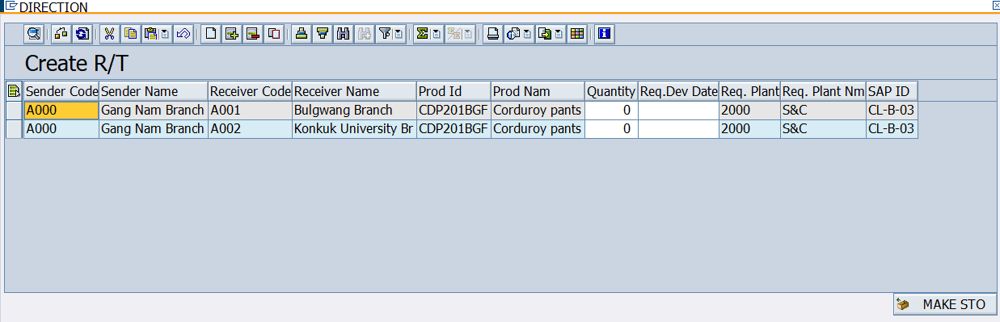 DIRECTION
Create R/T
Sender Code Sender Name Receiver Code Receiver Name Prod Id Prod Nam Quantity Req.Dev Date Req. Plant Req. Plant Nm SAP ID
A000 Gang Nam Branch A001 Bulgwang Branch CDP201BGF Corduroy pants 0 2000 S&C CL-B-03
A000 Gang Nam Branch A002 Konkuk University Br CDP201BGF Corduroy pants 0 2000 S&C CL-B-03
MAKE STO